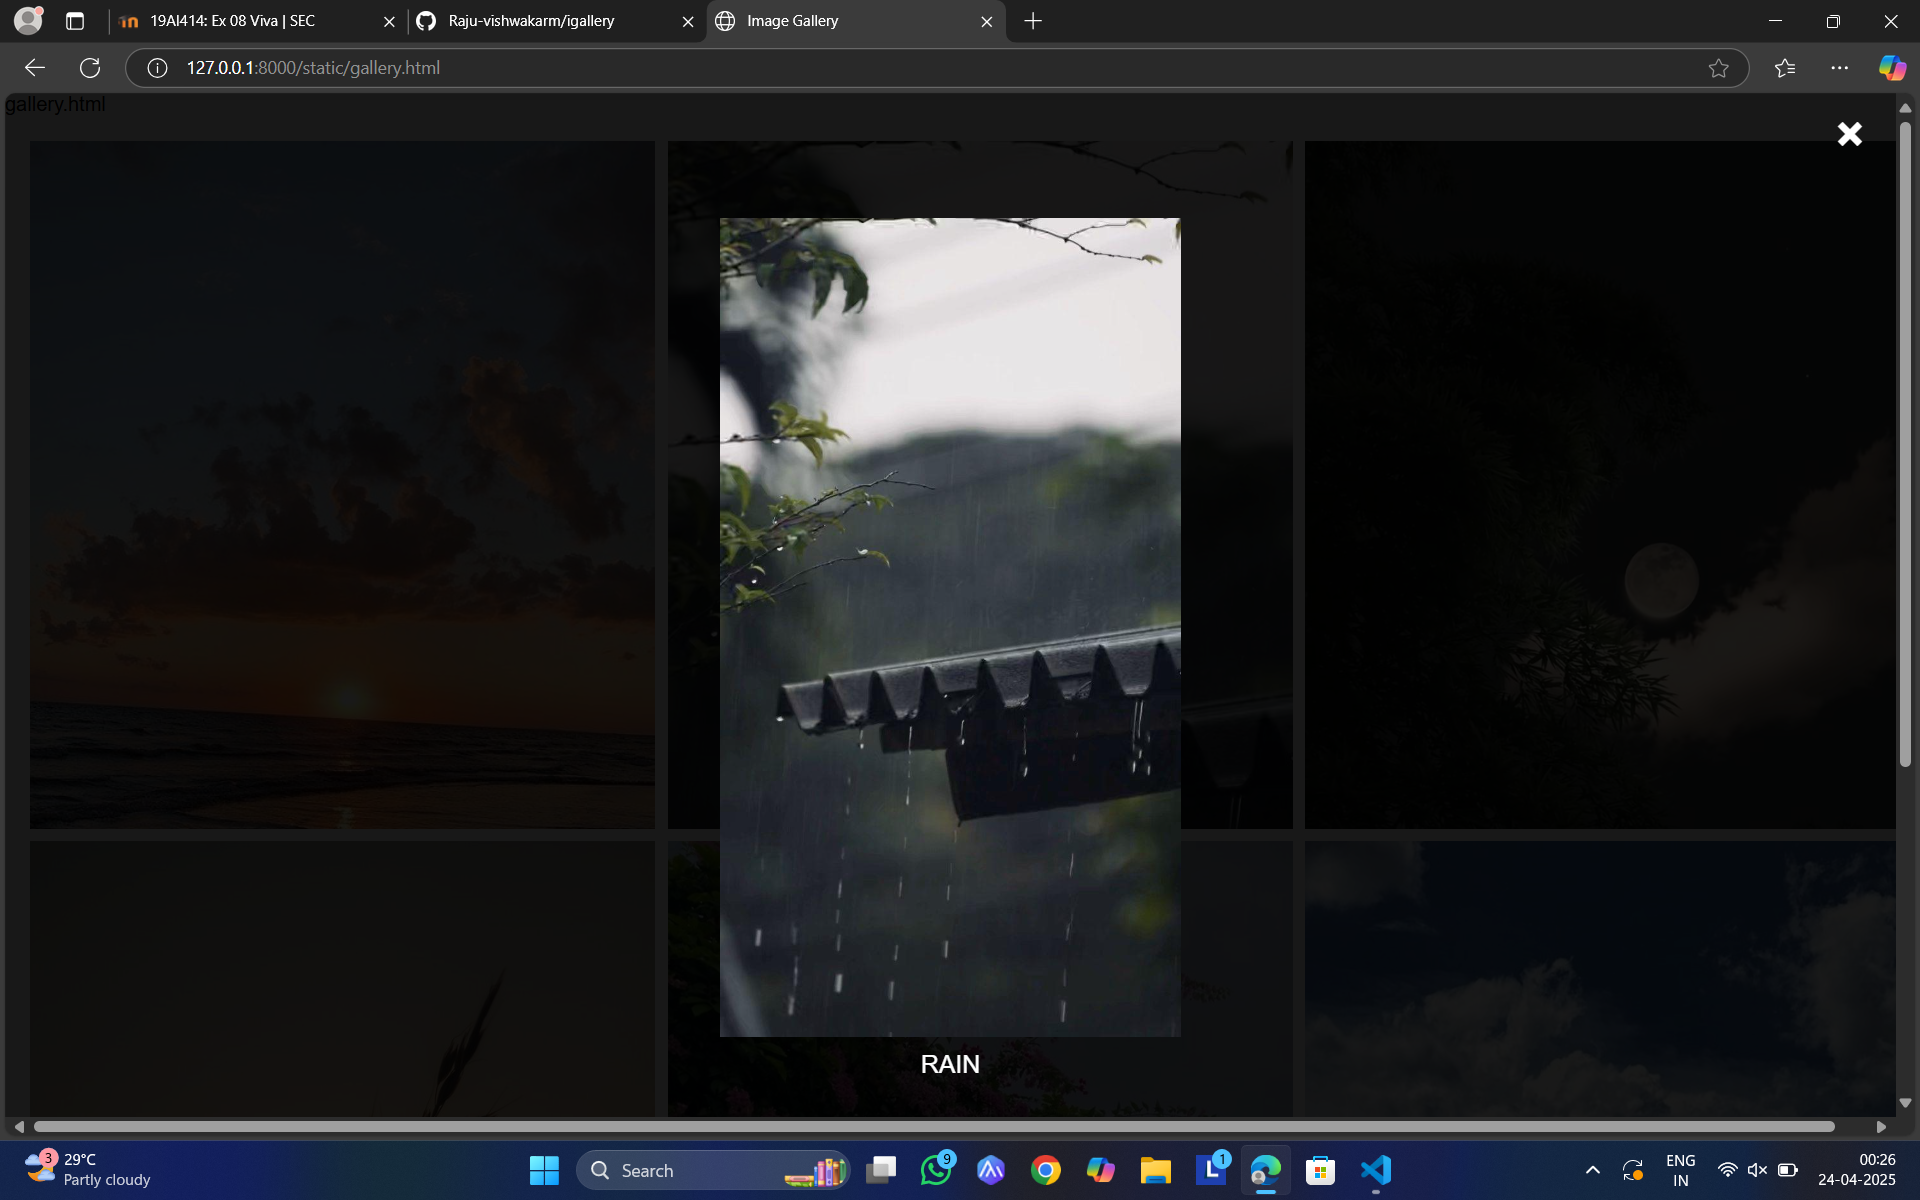 19AI414: Ex 08 Viva | SEC
Raju-vishwakarm/igallery
Image Gallery
127.0.0.1:8000/static/gallery.html
gallery.html
RAIN
3
29°C
Partly cloudy
Search
9
L
1
ENG
IN
00:26
24-04-2025